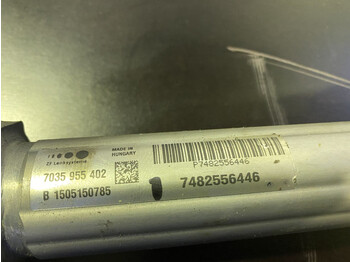 ZF Lenksysteme
MADE IN
HUNGARY
7035 955 402
B 1505150785
P7482556446
7482556446